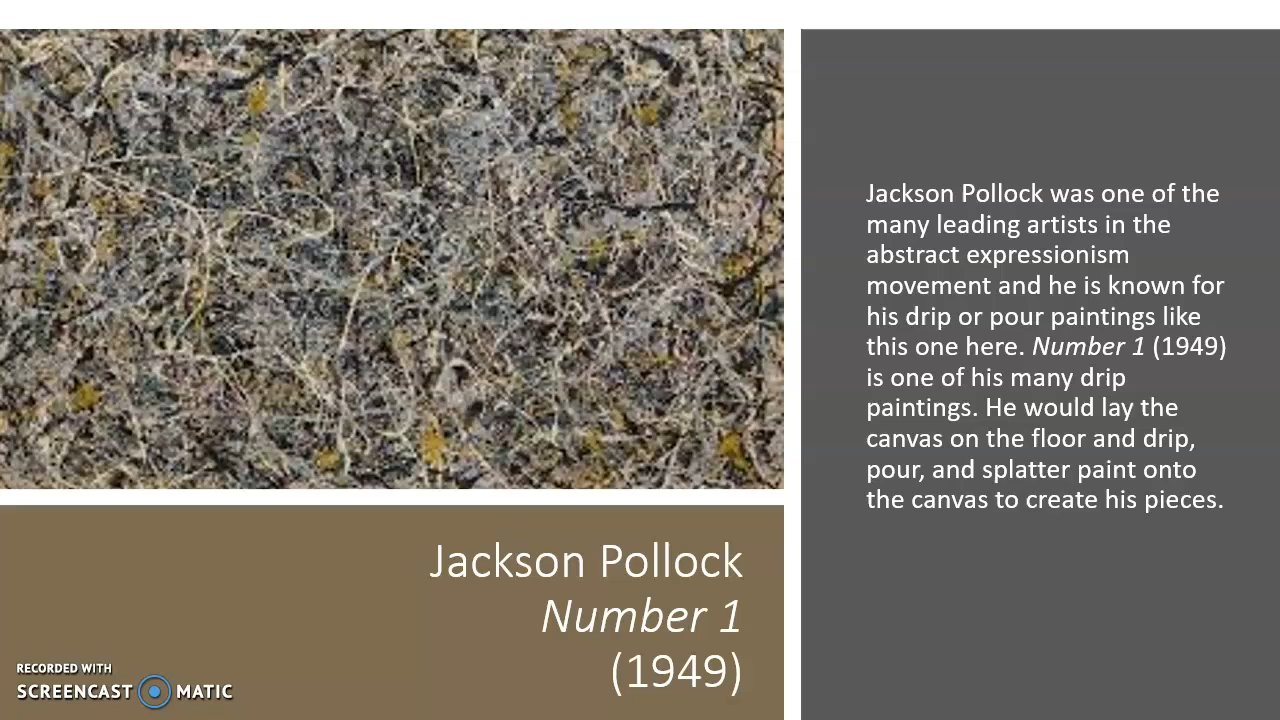 Jackson Pollock was one of the
many leading artists in the
abstract expressionism
movement and he is known for
his drip or pour paintings like
this one here. Number 1 (1949)
is one of his many drip
paintings. He would lay the
canvas on the floor and drip,
pour, and splatter paint onto
the canvas to create his pieces.
Jackson Pollock
Number 1
(1949)
RECORDED WITH
SCREENCAST MATIC